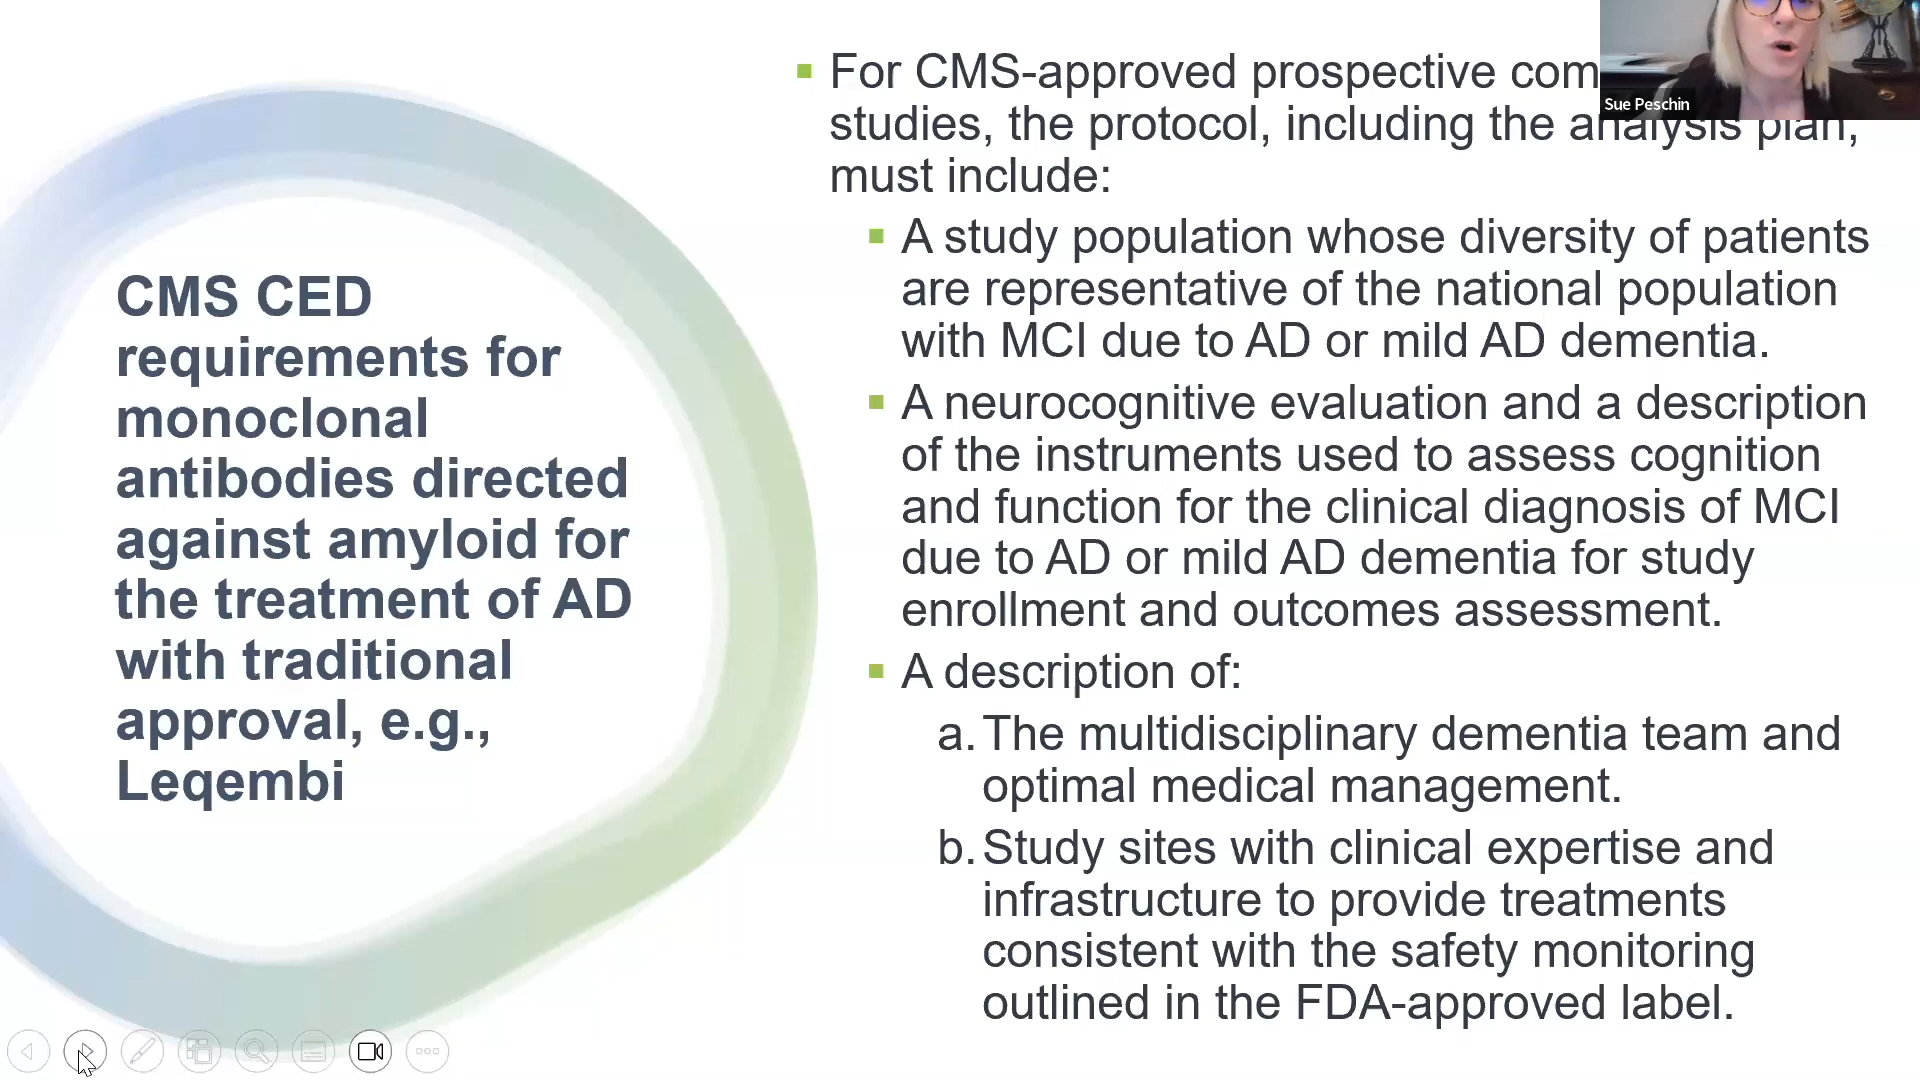 CMS CED
requirements for
monoclonal
antibodies directed
against amyloid for
the treatment of AD
with traditional
approval, e.g.,
Leqembi
For CMS-approved prospective com
studies, the protocol, including the analysis plan,
must include:
A study population whose diversity of patients
are representative of the national population
with MCI due to AD or mild AD dementia.
A neurocognitive evaluation and a description
of the instruments used to assess cognition
and function for the clinical diagnosis of MCI
due to AD or mild AD dementia for study
enrollment and outcomes assessment.
A description of:
a. The multidisciplinary dementia team and
optimal medical management.
b. Study sites with clinical expertise and
infrastructure to provide treatments
consistent with the safety monitoring
outlined in the FDA-approved label.
Sue Peschin